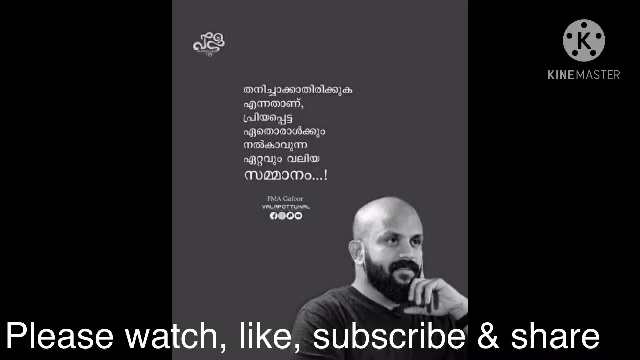 KINEMASTER
തനിച്ചാക്കാതിരിക്കുക
എന്നതാണ്,
പ്രിയപ്പെട്ട
ഏതൊരാൾക്കും
നൽകാവുന്ന
ഏറ്റവും വലിയ
സമ്മാനം...!
PMA Gafoor
VALAPOTTUKAL
Please watch, like, subscribe & share